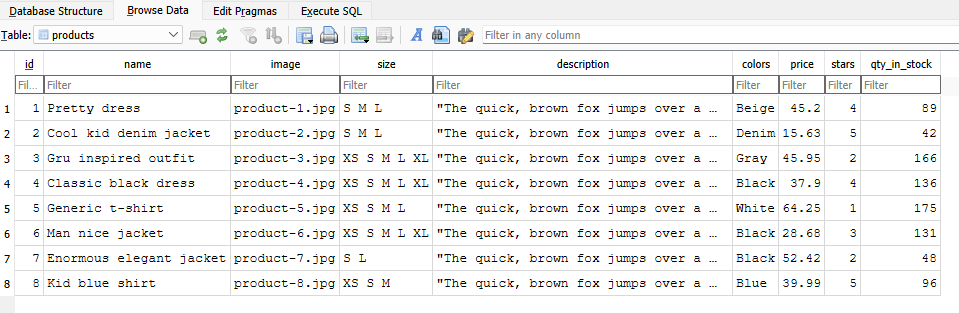 Database Structure Browse Data Edit Pragmas Execute SQL
Table: products Filter in any column
id name image size description colors price stars qty_in_stock
Fil... Filter Filter Filter Filter Filter Filter Filter Filter
1 1 Pretty dress product-1.jpg S M L "The quick, brown fox jumps over a … Beige 45.2 4 89
2 2 Cool kid denim jacket product-2.jpg S M L "The quick, brown fox jumps over a … Denim 15.63 5 42
3 3 Gru inspired outfit product-3.jpg XS S M L XL "The quick, brown fox jumps over a … Gray 45.95 2 166
4 4 Classic black dress product-4.jpg XS S M L XL "The quick, brown fox jumps over a … Black 37.9 4 136
5 5 Generic t-shirt product-5.jpg XS S M L "The quick, brown fox jumps over a … White 64.25 1 175
6 6 Man nice jacket product-6.jpg XS S M L XL "The quick, brown fox jumps over a … Black 28.68 3 131
7 7 Enormous elegant jacket product-7.jpg S L "The quick, brown fox jumps over a … Black 52.42 2 48
8 8 Kid blue shirt product-8.jpg XS S M "The quick, brown fox jumps over a … Blue 39.99 5 96